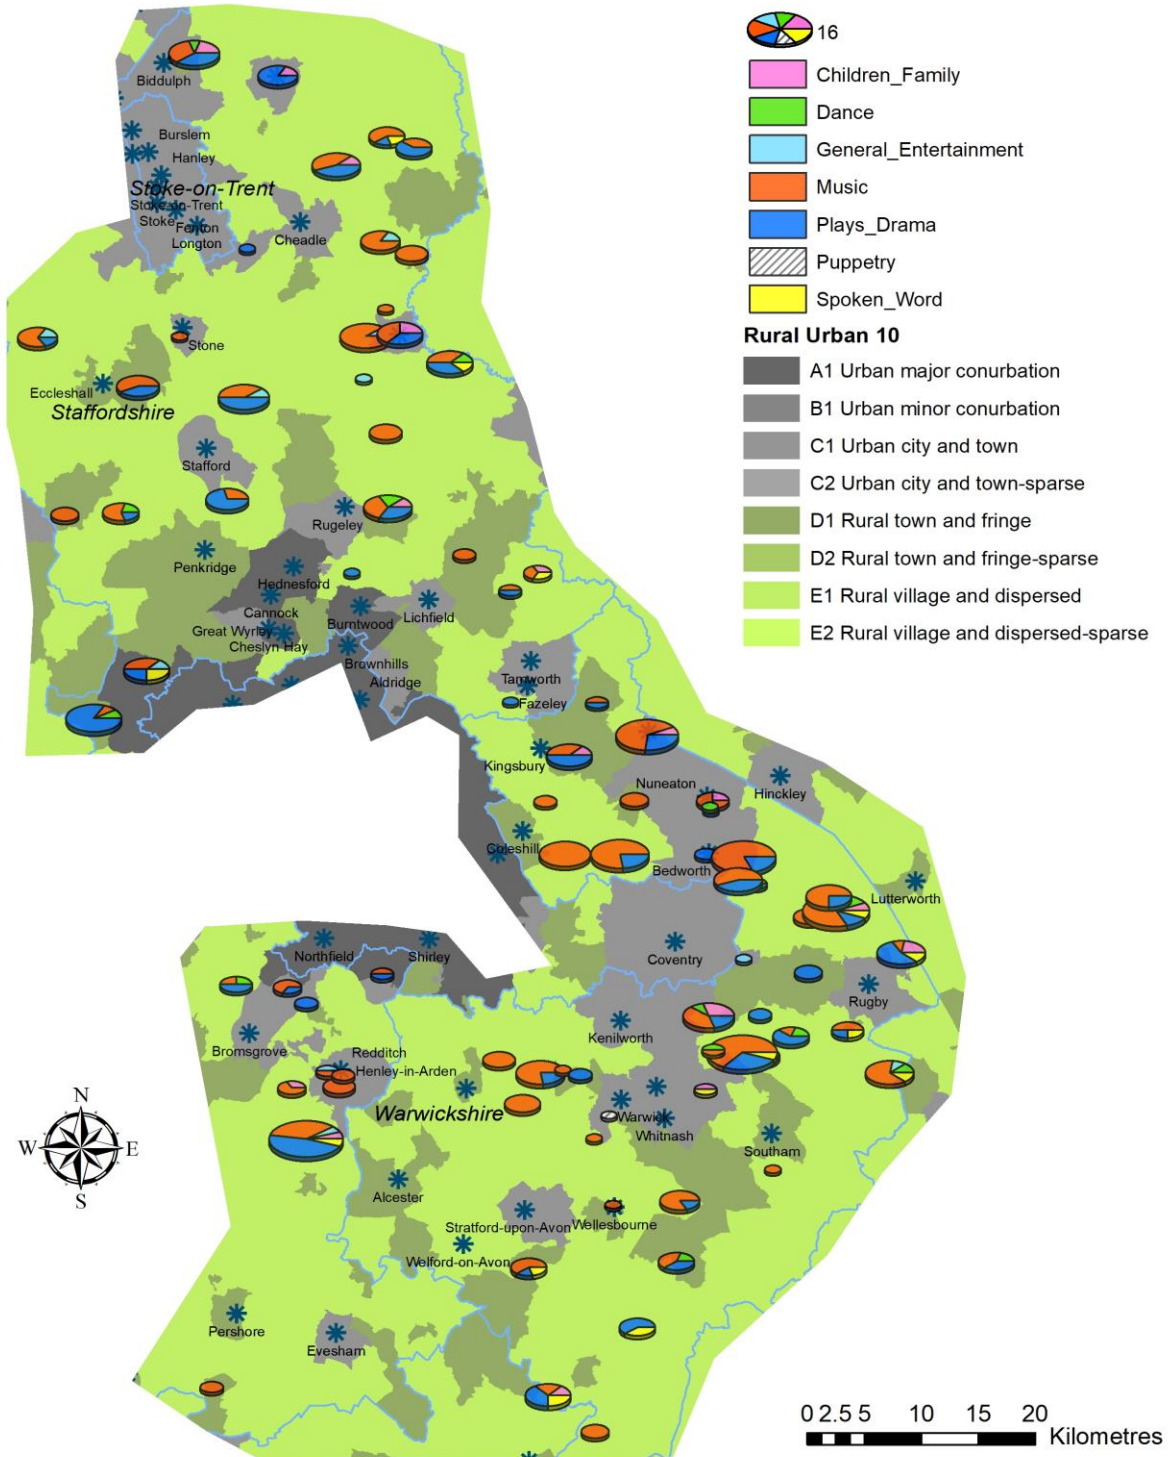 16
Children_Family
Dance
General_Entertainment
Music
Plays_Drama
Puppetry
Spoken_Word
Rural Urban 10
A1 Urban major conurbation
B1 Urban minor conurbation
C1 Urban city and town
C2 Urban city and town-sparse
D1 Rural town and fringe
D2 Rural town and fringe-sparse
E1 Rural village and dispersed
E2 Rural village and dispersed-sparse
Biddulph
Burslem
Hanley
Stoke-on-Trent
Stoke-on-Trent
Stoke
Fenton
Longton
Cheadle
Stone
Eccleshall
Staffordshire
Stafford
Rugeley
Penkridge
Hednesford
Cannock
Burntwood
Lichfield
Great Wyrley
Cheslyn Hay
Brownhills
Aldridge
Tamworth
Fazeley
Kingsbury
Nuneaton
Hinckley
Coleshill
Bedworth
Lutterworth
Northfield
Shirley
Coventry
Rugby
Bromsgrove
Kenilworth
Redditch
Henley-in-Arden
Warwickshire
Warwick
Whitnash
Southam
Alcester
Stratford-upon-Avon
Wellesbourne
Welford-on-Avon
Pershore
Evesham
N
W
E
S
0 2.5 5 10 15 20
Kilometres